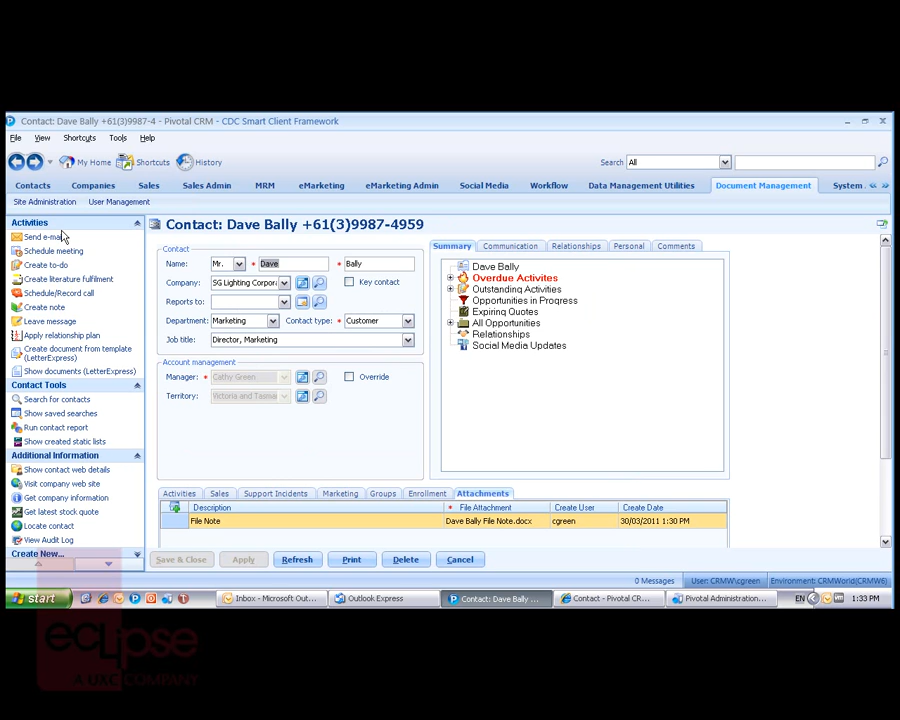 Contact: Dave Bally +61(3)9987-4 - Pivotal CRM - CDC Smart Client Framework
File View Shortcuts Tools Help
My Home Shortcuts History Search All
Contacts Companies Sales Sales Admin MRM eMarketing eMarketing Admin Social Media Workflow Data Management Utilities Document Management System
Site Administration User Management
Activities
Send e-mail
Schedule meeting
Create to-do
Create literature fulfilment
Schedule/Record call
Create note
Leave message
Apply relationship plan
Create document from template
(LetterExpress)
Show documents (LetterExpress)
Contact Tools
Search for contacts
Show saved searches
Run contact report
Show created static lists
Additional Information
Show contact web details
Visit company web site
Get company information
Get latest stock quote
Locate contact
View Audit Log
Create New...
Contact: Dave Bally +61(3)9987-4959
Contact
Name: Mr. * Dave * Bally
Company: SG Lighting Corpora Key contact
Reports to:
Department: Marketing Contact type: * Customer
Job title: Director, Marketing
Account management
Manager: * Cathy Green Override
Territory: Victoria and Tasma
Summary Communication Relationships Personal Comments
Dave Bally
Overdue Activites
Outstanding Activities
Opportunities in Progress
Expiring Quotes
All Opportunities
Relationships
Social Media Updates
Activities Sales Support Incidents Marketing Groups Enrollment Attachments
Description * File Attachment Create User Create Date
File Note Dave Bally File Note.docx cgreen 30/03/2011 1:30 PM
Save & Close Apply Refresh Print Delete Cancel
0 Messages User: CRMW\cgreen Environment: CRMWorld(CRMW6)
start Inbox - Microsoft Out... Outlook Express Contact: Dave Bally ... Contact - Pivotal CR... Pivotal Administration... EN 1:33 PM
eclipse
A UXC COMPANY